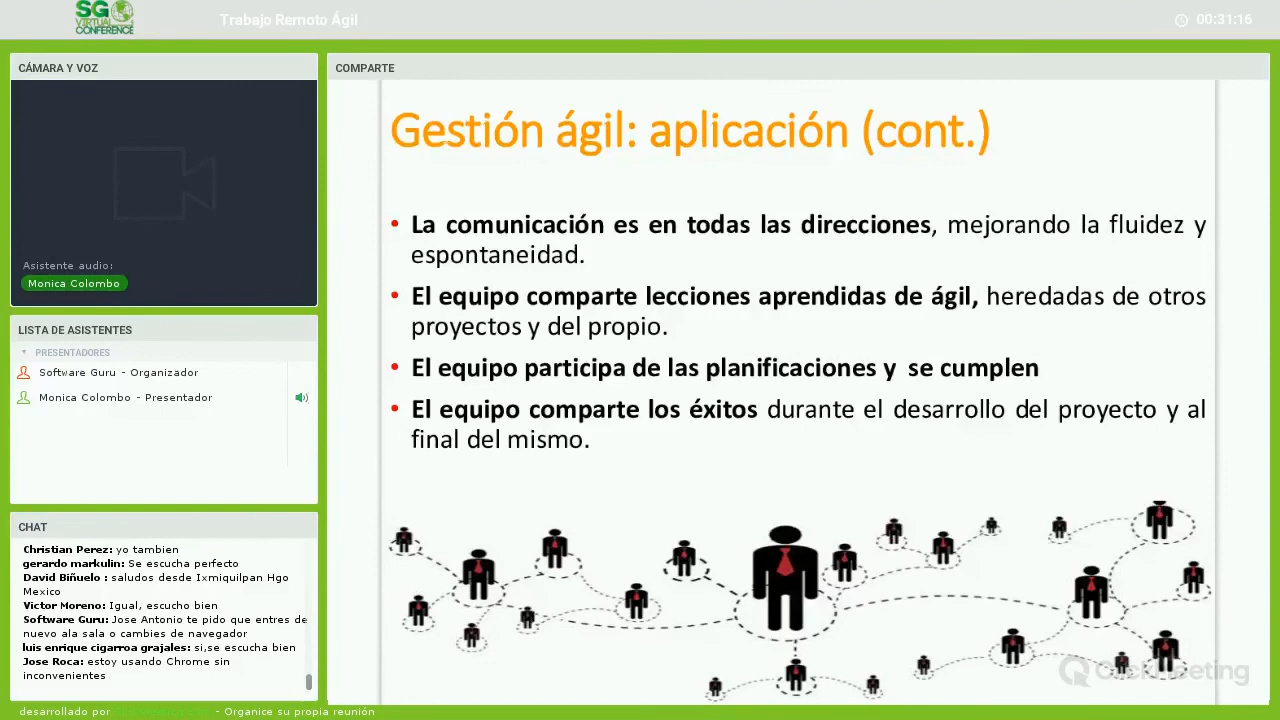 SG
VIRTUAL
CONFERENCE
Trabajo Remoto Ágil
00:31:16
CÁMARA Y VOZ
Asistente audio:
Monica Colombo
LISTA DE ASISTENTES
PRESENTADORES
Software Guru - Organizador
Monica Colombo - Presentador
CHAT
Christian Perez: yo tambien
gerardo markulin: Se escucha perfecto
David Biñuelo : saludos desde Ixmiquilpan Hgo
Mexico
Victor Moreno: Igual, escucho bien
Software Guru: Jose Antonio te pido que entres de
nuevo ala sala o cambies de navegador
luis enrique cigarroa grajales: si,se escucha bien
Jose Roca: estoy usando Chrome sin
inconvenientes
COMPARTE
Gestión ágil: aplicación (cont.)
• La comunicación es en todas las direcciones, mejorando la fluidez y
espontaneidad.
• El equipo comparte lecciones aprendidas de ágil, heredadas de otros
proyectos y del propio.
• El equipo participa de las planificaciones y se cumplen
• El equipo comparte los éxitos durante el desarrollo del proyecto y al
final del mismo.
ClickMeeting
desarrollado por - Organice su propia reunión